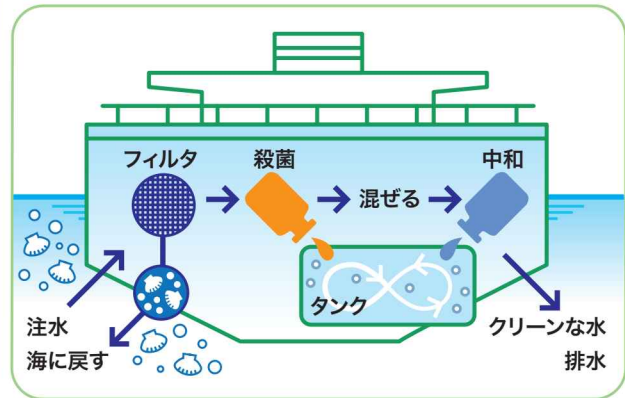 フィルタ
殺菌
混ぜる
中和
タンク
注水
海に戻す
クリーンな水
排水